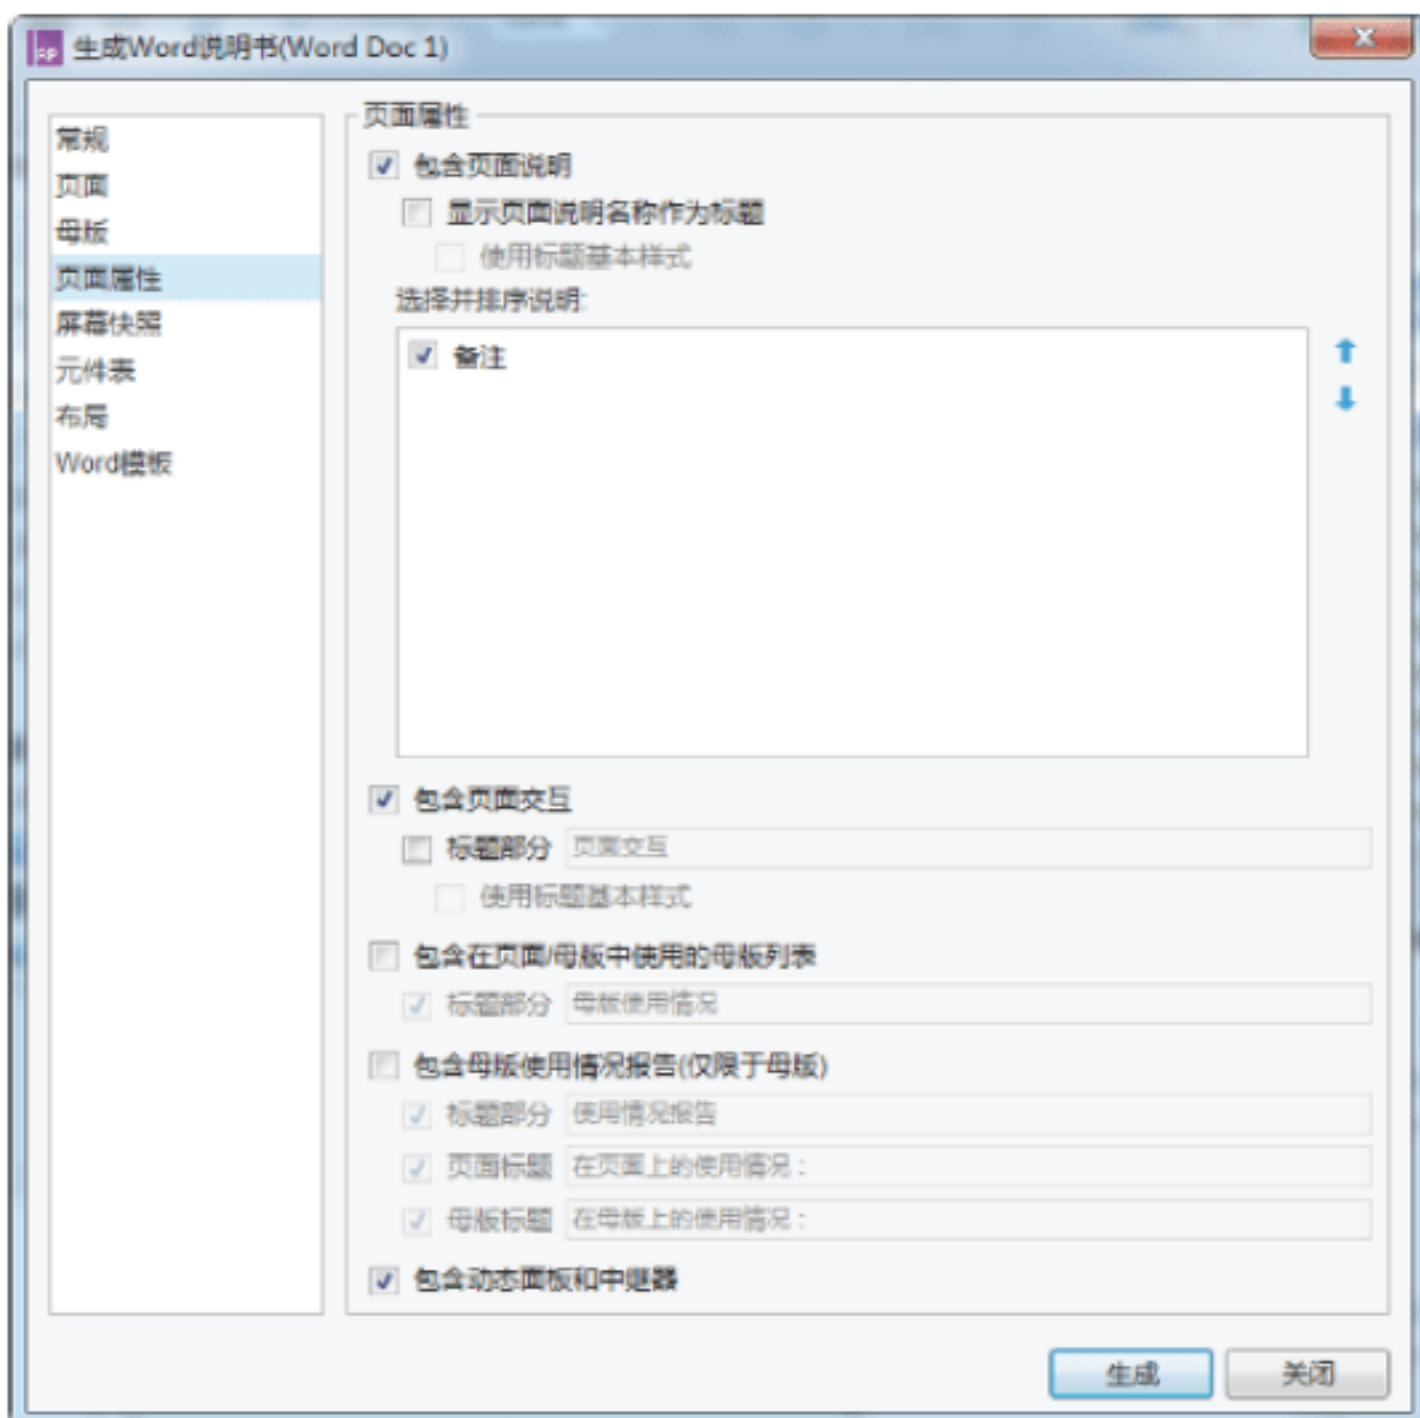 生成Word说明书(Word Doc 1)
常规
页面
母版
页面属性
屏幕快照
元件表
布局
Word模板
页面属性
包含页面说明
显示页面说明名称作为标题
使用标题基本样式
选择并排序说明:
备注
包含页面交互
标题部分 页面交互
使用标题基本样式
包含在页面/母版中使用的母版列表
标题部分 母版使用情况
包含母版使用情况报告(仅限于母版)
标题部分 使用情况报告
页面标题 在页面上的使用情况：
母版标题 在母版上的使用情况：
包含动态面板和中继器
生成 关闭